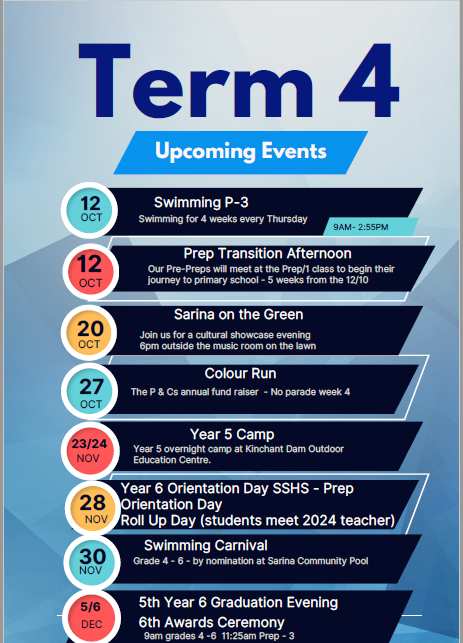 Term 4
Upcoming Events
12
OCT
Swimming P-3
Swimming for 4 weeks every Thursday
9AM- 2:55PM
12
OCT
Prep Transition Afternoon
Our Pre-Preps will meet at the Prep/1 class to begin their
journey to primary school - 5 weeks from the 12/10
20
OCT
Sarina on the Green
Join us for a cultural showcase evening
6pm outside the music room on the lawn
27
OCT
Colour Run
The P & Cs annual fund raiser - No parade week 4
23/24
NOV
Year 5 Camp
Year 5 overnight camp at Kinchant Dam Outdoor
Education Centre.
28
NOV
Year 6 Orientation Day SSHS - Prep
Orientation Day
Roll Up Day (students meet 2024 teacher)
30
NOV
Swimming Carnival
Grade 4 - 6 - by nomination at Sarina Community Pool
5/6
DEC
5th Year 6 Graduation Evening
6th Awards Ceremony
9am grades 4 -6 11:25am Prep - 3